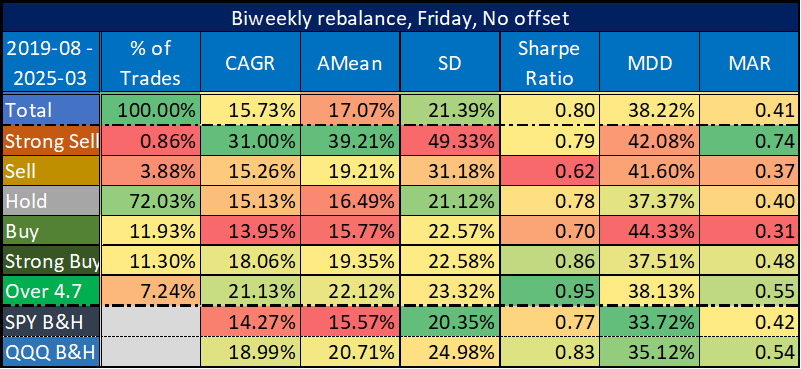 Biweekly rebalance, Friday, No offset
2019-08 - 2025-03 % of Trades CAGR AMean SD Sharpe Ratio MDD MAR
Total 100.00% 15.73% 17.07% 21.39% 0.80 38.22% 0.41
Strong Sell 0.86% 31.00% 39.21% 49.33% 0.79 42.08% 0.74
Sell 3.88% 15.26% 19.21% 31.18% 0.62 41.60% 0.37
Hold 72.03% 15.13% 16.49% 21.12% 0.78 37.37% 0.40
Buy 11.93% 13.95% 15.77% 22.57% 0.70 44.33% 0.31
Strong Buy 11.30% 18.06% 19.35% 22.58% 0.86 37.51% 0.48
Over 4.7 7.24% 21.13% 22.12% 23.32% 0.95 38.13% 0.55
SPY B&H 14.27% 15.57% 20.35% 0.77 33.72% 0.42
QQQ B&H 18.99% 20.71% 24.98% 0.83 35.12% 0.54